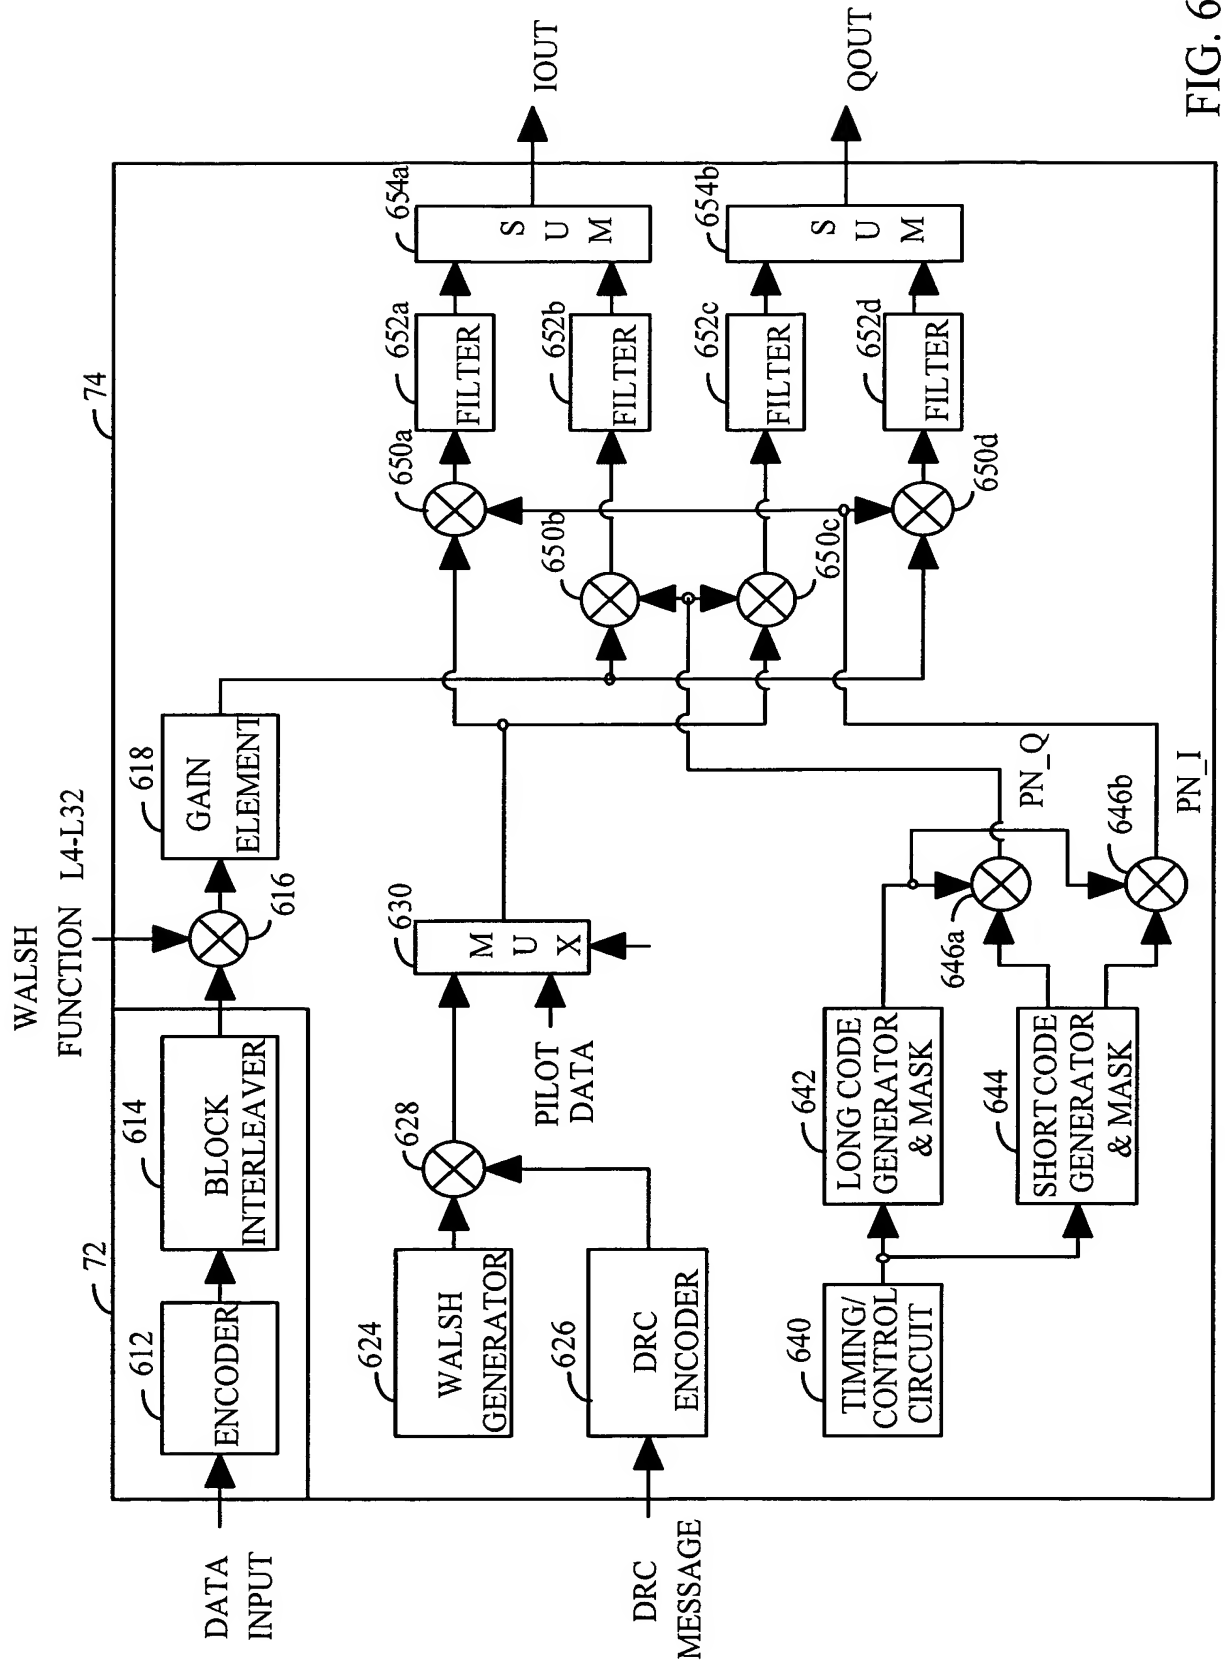 WALSH
FUNCTION L4-L32
72
74
DATA
INPUT
612
ENCODER
614
BLOCK
INTERLEAVER
616
618
GAIN
ELEMENT
624
WALSH
GENERATOR
628
630
M
U
X
PILOT
DATA
DRC
MESSAGE
626
DRC
ENCODER
640
TIMING/
CONTROL
CIRCUIT
642
LONG CODE
GENERATOR
& MASK
644
SHORT CODE
GENERATOR
& MASK
646a
646b
PN_Q
PN_I
650a
650b
650c
650d
652a
FILTER
652b
FILTER
652c
FILTER
652d
FILTER
654a
S
U
M
654b
S
U
M
IOUT
QOUT
FIG. 6